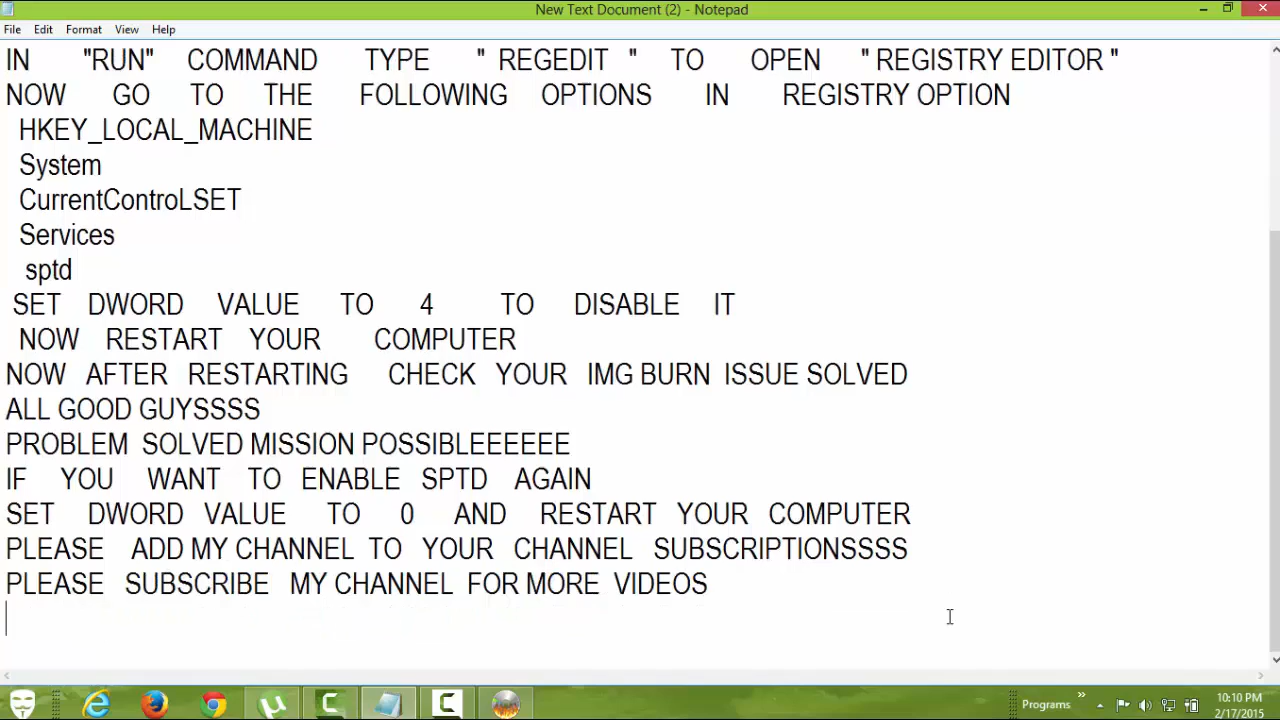 New Text Document (2) - Notepad
File Edit Format View Help
IN "RUN" COMMAND TYPE " REGEDIT " TO OPEN " REGISTRY EDITOR "
NOW GO TO THE FOLLOWING OPTIONS IN REGISTRY OPTION
HKEY_LOCAL_MACHINE
System
CurrentControLSET
Services
sptd
SET DWORD VALUE TO 4 TO DISABLE IT
NOW RESTART YOUR COMPUTER
NOW AFTER RESTARTING CHECK YOUR IMG BURN ISSUE SOLVED
ALL GOOD GUYSSSS
PROBLEM SOLVED MISSION POSSIBLEEEEEE
IF YOU WANT TO ENABLE SPTD AGAIN
SET DWORD VALUE TO 0 AND RESTART YOUR COMPUTER
PLEASE ADD MY CHANNEL TO YOUR CHANNEL SUBSCRIPTIONSSSS
PLEASE SUBSCRIBE MY CHANNEL FOR MORE VIDEOS
Programs
10:10 PM
2/17/2015